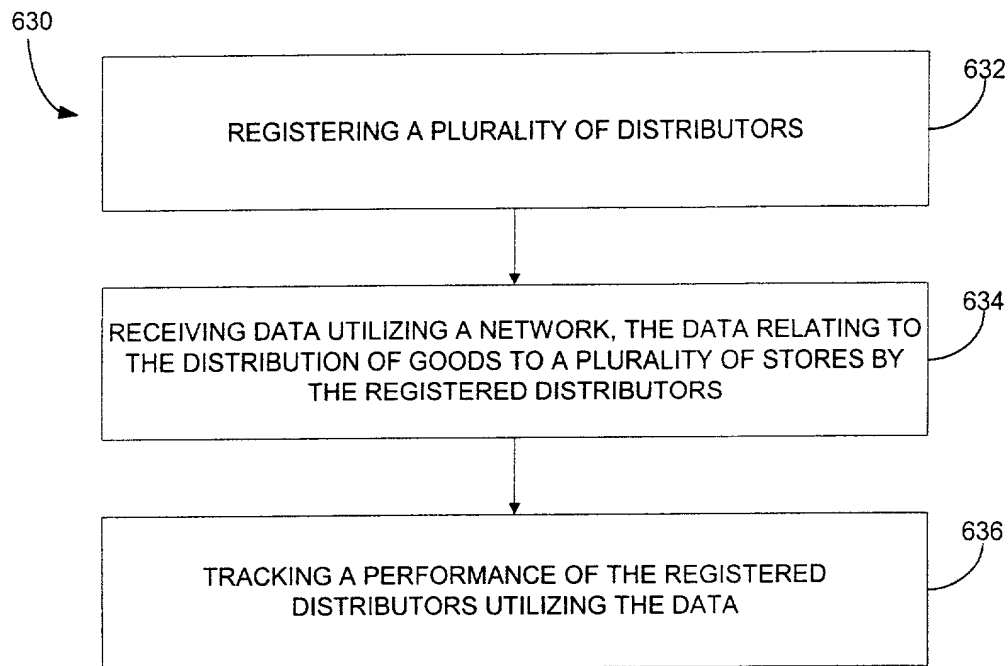 630
632
REGISTERING A PLURALITY OF DISTRIBUTORS
634
RECEIVING DATA UTILIZING A NETWORK, THE DATA RELATING TO
THE DISTRIBUTION OF GOODS TO A PLURALITY OF STORES BY
THE REGISTERED DISTRIBUTORS
636
TRACKING A PERFORMANCE OF THE REGISTERED
DISTRIBUTORS UTILIZING THE DATA